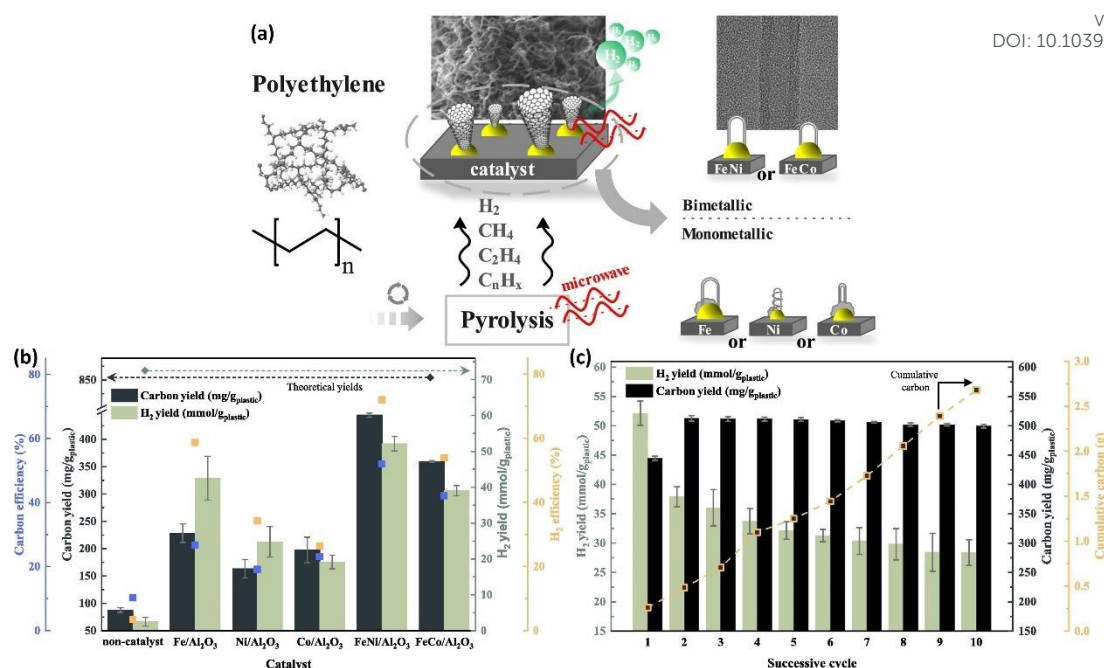 v
DOI: 10.1039
(a)
Polyethylene
n
H2
H2
H2
H2
catalyst
H2
CH4
C2H4
CnHx
microwave
Pyrolysis
FeNi or FeCo
Bimetallic
Monometallic
Fe Ni Co
or or
(b)
Carbon efficiency (%)
80
60
40
20
0
Carbon yield (mg/gplastic)
850
400
350
300
250
200
150
100
50
Theoretical yields
Carbon yield (mg/gplastic)
H2 yield (mmol/gplastic)
non-catalyst Fe/Al2O3 Ni/Al2O3 Co/Al2O3 FeNi/Al2O3 FeCo/Al2O3
Catalyst
70
60
50
40
30
20
10
0
H2 yield (mmol/gplastic)
80
60
40
20
0
H2 efficiency (%)
(c)
H2 yield (mmol/gplastic)
60
55
50
45
40
35
30
25
20
15
H2 yield (mmol/gplastic)
Carbon yield (mg/gplastic)
Cumulative
carbon
1 2 3 4 5 6 7 8 9 10
Successive cycle
600
550
500
450
400
350
300
250
200
150
Carbon yield (mg/gplastic)
3.0
2.5
2.0
1.5
1.0
0.5
0.0
Cumulative carbon (g)